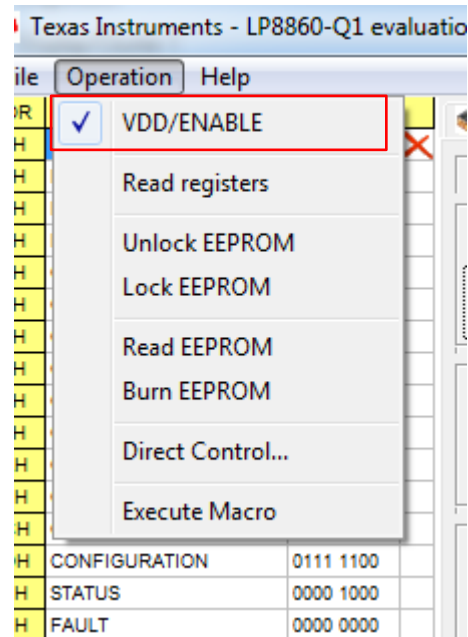 Texas Instruments - LP8860-Q1 evaluatio
ile Operation Help
DR
H
VDD/ENABLE
H
Read registers
H
H
Unlock EEPROM
H
Lock EEPROM
H
H
Read EEPROM
H
Burn EEPROM
H
H
Direct Control...
H
H
Execute Macro
H
H CONFIGURATION 0111 1100
H STATUS 0000 1000
H FAULT 0000 0000